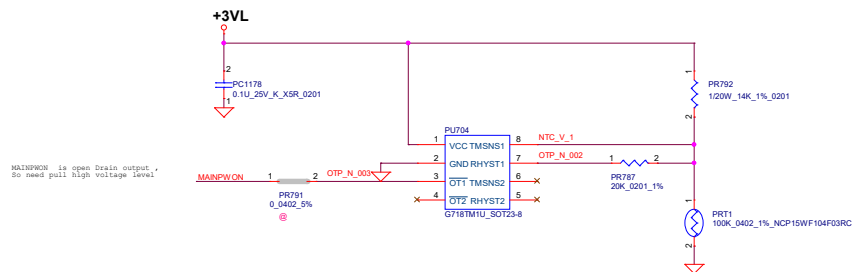 +3VL
2
PC1178
0.1U_25V_K_X5R_0201
1
1
PR792
1/20W_14K_1%_0201
2
PU704
1 VCC TMSNS1 8 NTC_V_1
2 GND RHYST1 7 OTP_N_002 1 2
PR787
20K_0201_1%
MAINPWON is open Drain output ,
So need pull high voltage level
MAINPWON 1 2 OTP_N_003 3 OT1 TMSNS2 6
PR791
0_0402_5%
@
4 OT2 RHYST2 5
G718TM1U_SOT23-8
1
PRT1
100K_0402_1%_NCP15WF104F03RC
2